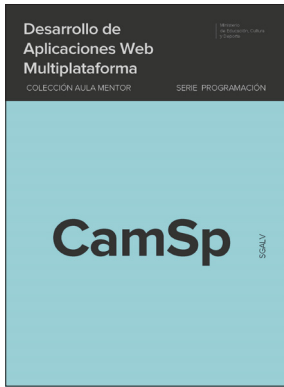 Desarrollo de
Aplicaciones Web
Multiplataforma
Ministerio
de Educación, Cultura
y Deporte
COLECCIÓN AULA MENTOR
SERIE PROGRAMACIÓN
CamSp
SGALV